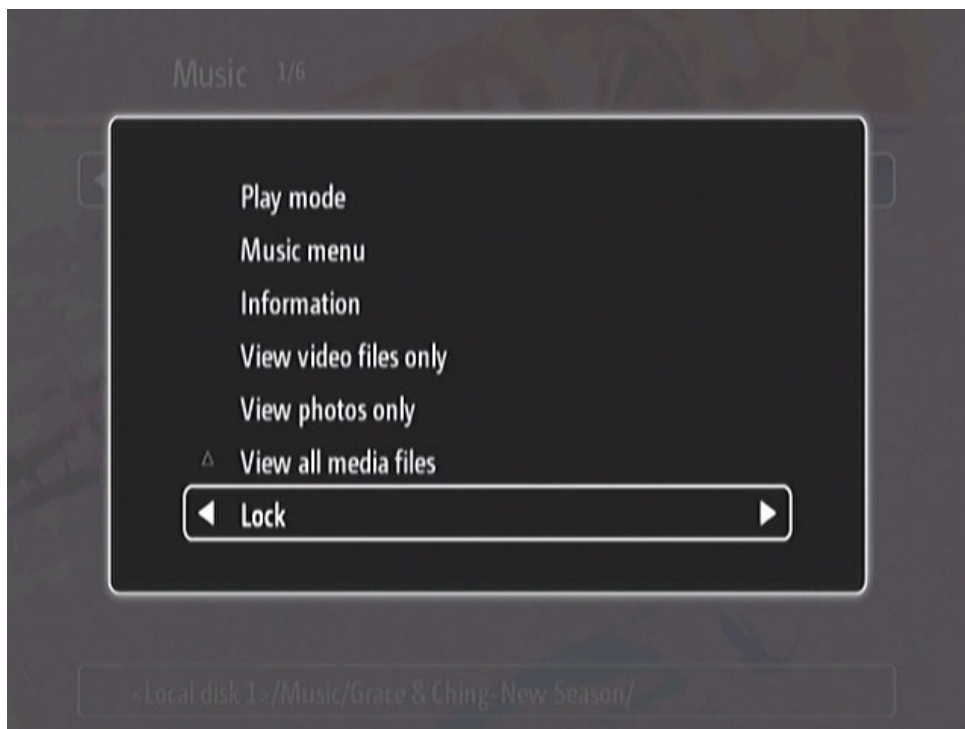 Music 1/6
Play mode
Music menu
Information
View video files only
View photos only
View all media files
Lock
<Local disk 1>/Music/Grace & Ching-New Season/